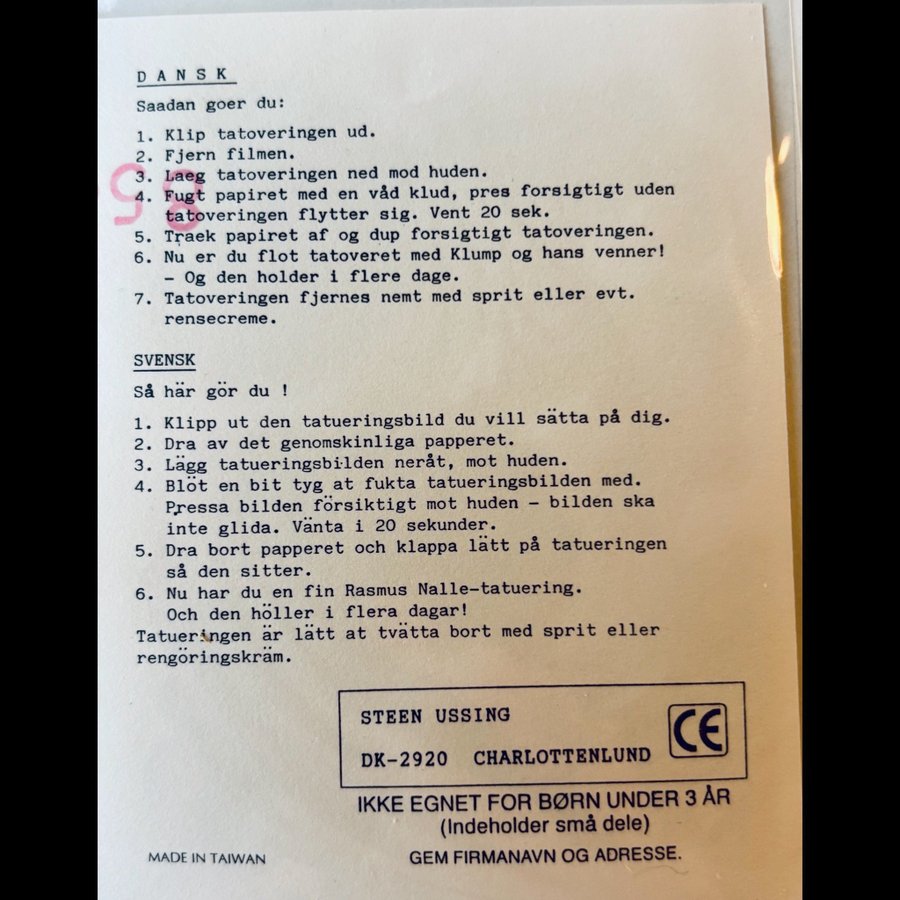 D A N S K
Saadan goer du:
1. Klip tatoveringen ud.
2. Fjern filmen.
3. Laeg tatoveringen ned mod huden.
4. Fugt papiret med en våd klud, pres forsigtigt uden
tatoveringen flytter sig. Vent 20 sek.
5. Traek papiret af og dup forsigtigt tatoveringen.
6. Nu er du flot tatoveret med Klump og hans venner!
- Og den holder i flere dage.
7. Tatoveringen fjernes nemt med sprit eller evt.
rensecreme.
SVENSK
Så här gör du !
1. Klipp ut den tatueringsbild du vill sätta på dig.
2. Dra av det genomskinliga papperet.
3. Lägg tatueringsbilden neråt, mot huden.
4. Blöt en bit tyg at fukta tatueringsbilden med.
Pressa bilden försiktigt mot huden - bilden ska
inte glida. Vänta i 20 sekunder.
5. Dra bort papperet och klappa lätt på tatueringen
så den sitter.
6. Nu har du en fin Rasmus Nalle-tatuering.
Och den höller i flera dagar!
Tatueringen är lätt at tvätta bort med sprit eller
rengöringskräm.
STEEN USSING
DK-2920 CHARLOTTENLUND
CE
IKKE EGNET FOR BØRN UNDER 3 ÅR
(Indeholder små dele)
MADE IN TAIWAN
GEM FIRMANAVN OG ADRESSE.